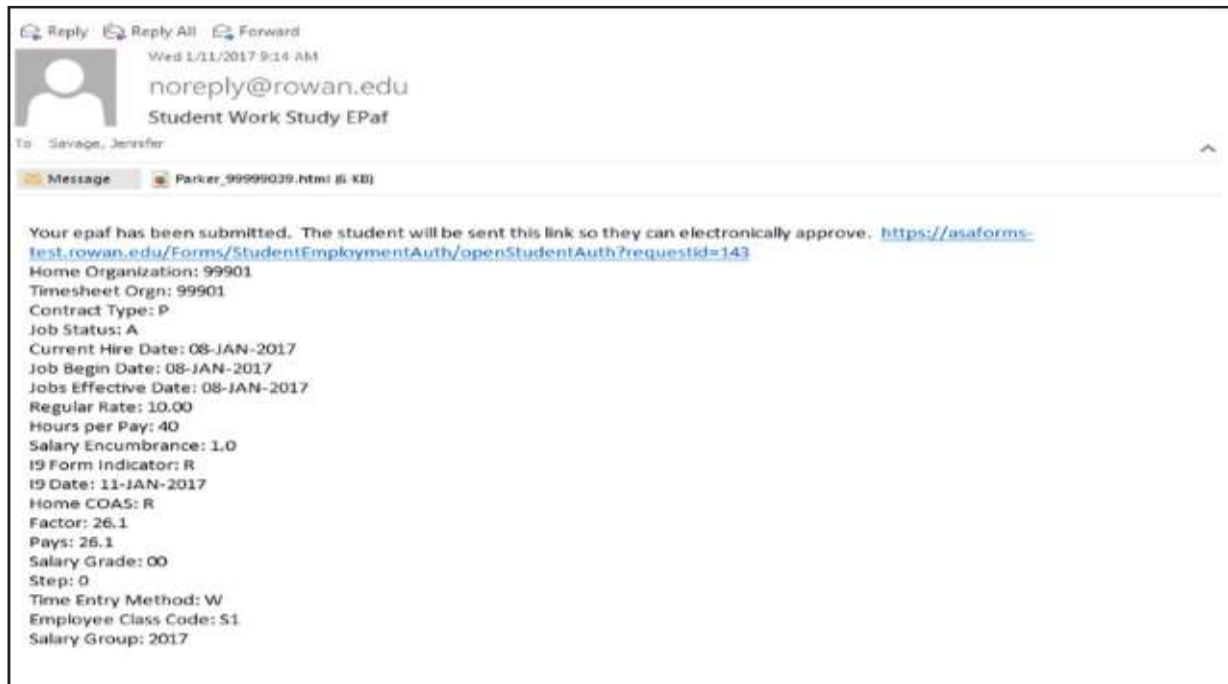 Reply Reply All Forward
Wed 1/11/2017 9:14 AM
noreply@rowan.edu
Student Work Study EPaf
To Savage, Jennifer
Message Parker_99999039.html (6 KB)
Your epaf has been submitted. The student will be sent this link so they can electronically approve. https://asaforms-
test.rowan.edu/Forms/StudentEmploymentAuth/openStudentAuth?requestid=143
Home Organization: 99901
Timesheet Orgn: 99901
Contract Type: P
Job Status: A
Current Hire Date: 08-JAN-2017
Job Begin Date: 08-JAN-2017
Jobs Effective Date: 08-JAN-2017
Regular Rate: 10.00
Hours per Pay: 40
Salary Encumbrance: 1.0
I9 Form Indicator: R
I9 Date: 11-JAN-2017
Home COAS: R
Factor: 26.1
Pays: 26.1
Salary Grade: 00
Step: 0
Time Entry Method: W
Employee Class Code: S1
Salary Group: 2017